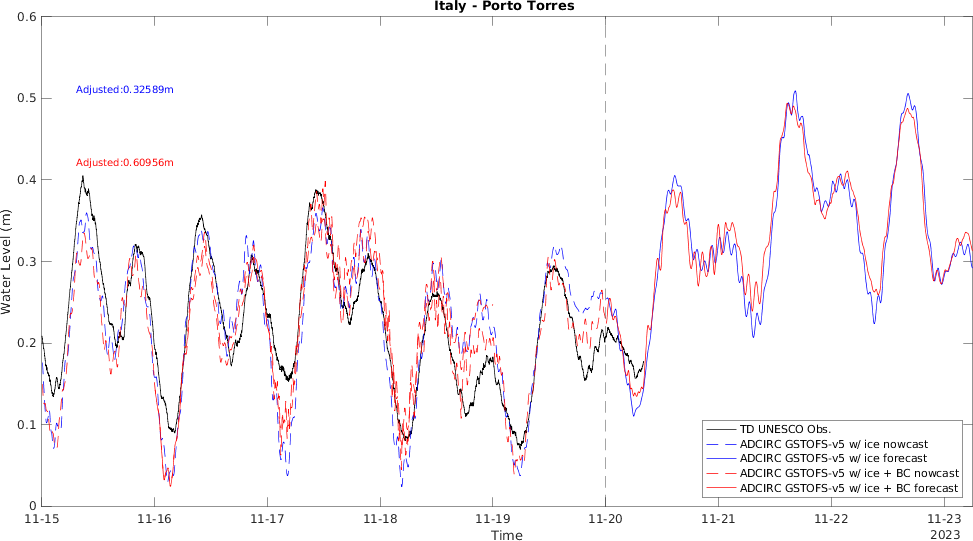 Italy - Porto Torres
0.6
0.5
0.4
0.3
0.2
0.1
0
Water Level (m)
Adjusted:0.32589m
Adjusted:0.60956m
TD UNESCO Obs.
ADCIRC GSTOFS-v5 w/ ice nowcast
ADCIRC GSTOFS-v5 w/ ice forecast
ADCIRC GSTOFS-v5 w/ ice + BC nowcast
ADCIRC GSTOFS-v5 w/ ice + BC forecast
11-15 11-16 11-17 11-18 11-19 11-20 11-21 11-22 11-23
Time 2023